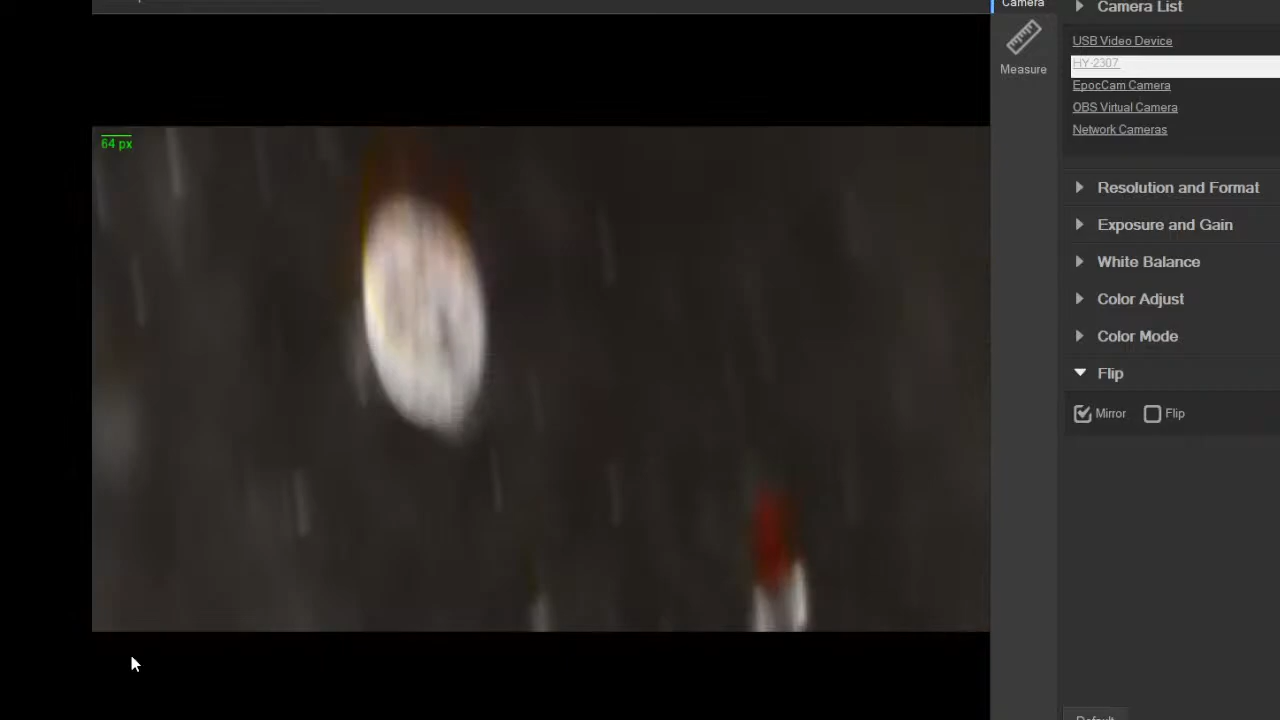 Camera
Camera List
Measure
USB Video Device
HY-2307
EpocCam Camera
OBS Virtual Camera
Network Cameras
64 px
Resolution and Format
Exposure and Gain
White Balance
Color Adjust
Color Mode
Flip
Mirror
Flip
Default